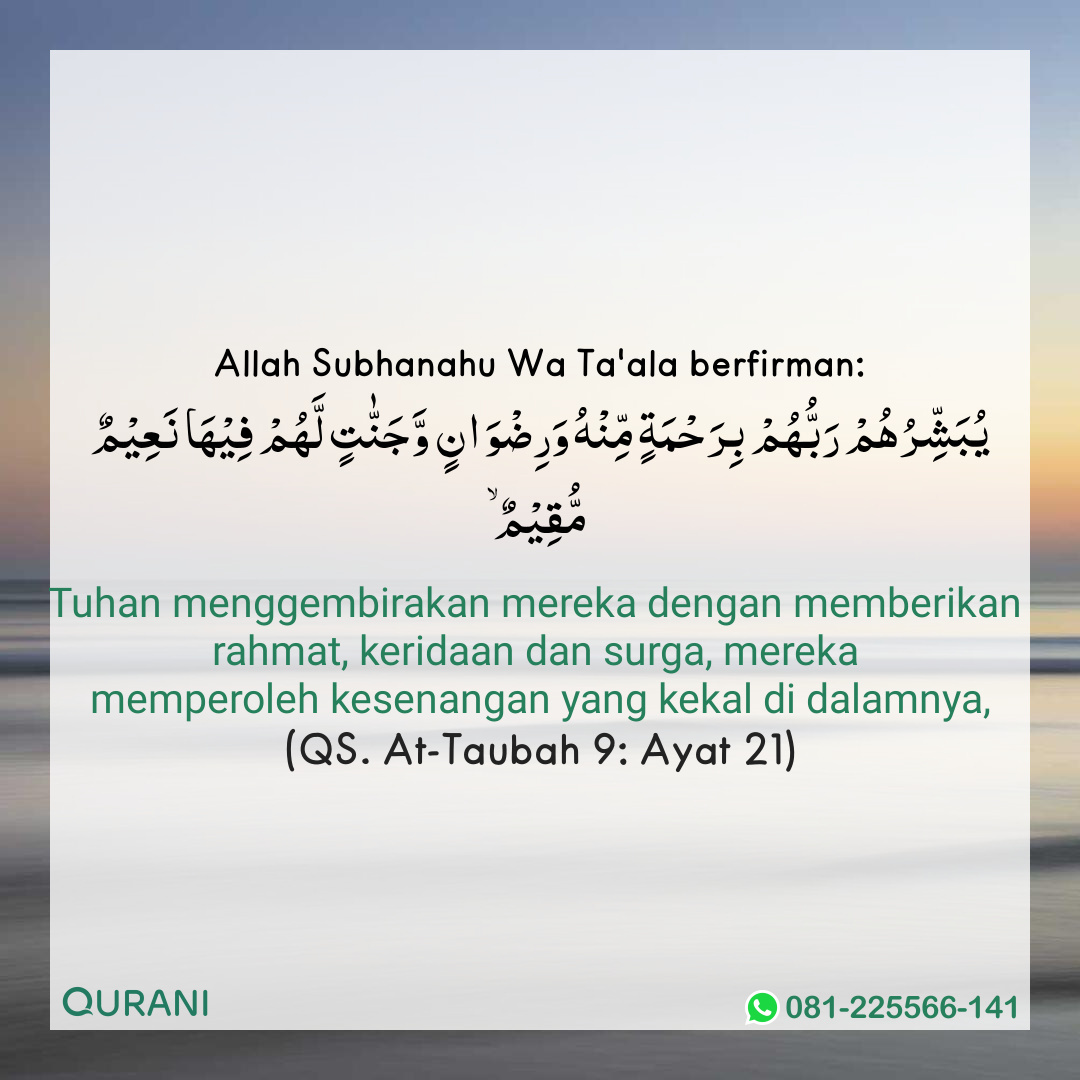 Allah Subhanahu Wa Ta'ala berfirman:
يُبَشِّرُهُمْ رَبُّهُمْ بِرَحْمَةٍ مِّنْهُ وَرِضْوَا نٍ وَّجَنّٰتٍ لَّهُمْ فِيْهَا نَعِيْمٌ
مُّقِيْمٌ ۙ
Tuhan menggembirakan mereka dengan memberikan
rahmat, keridaan dan surga, mereka
memperoleh kesenangan yang kekal di dalamnya,
(QS. At-Taubah 9: Ayat 21)
QURANI
081-225566-141